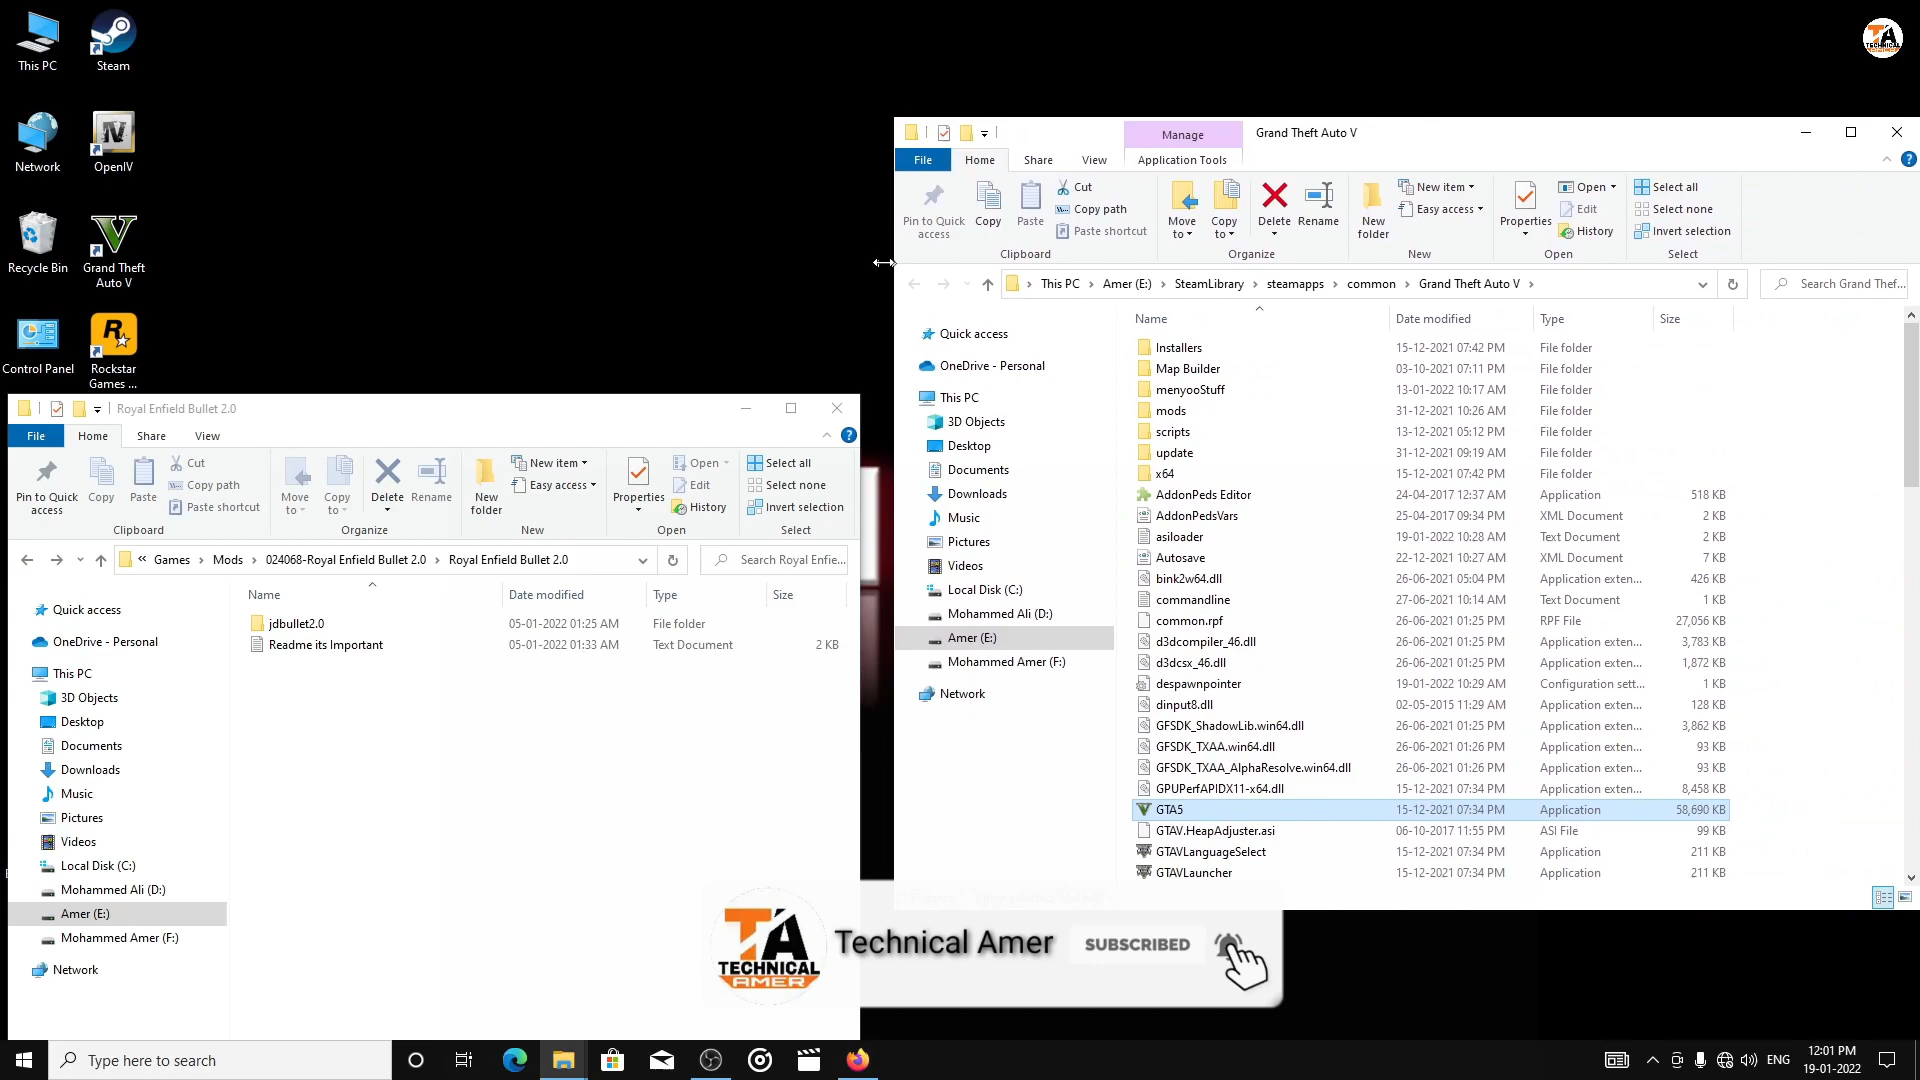 This PC
Steam
Network
OpenIV
Recycle Bin
Grand Theft
Auto V
Control Panel
Rockstar
Games ...
TA
TECHNICAL
AMER
Manage
Grand Theft Auto V
File
Home
Share
View
Application Tools
Pin to Quick
access
Copy
Paste
Cut
Copy path
Paste shortcut
Clipboard
Move
to
Copy
to
Delete
Rename
Organize
New
folder
New item
Easy access
New
Properties
Open
Edit
History
Open
Select all
Select none
Invert selection
Select
This PC > Amer (E:) > SteamLibrary > steamapps > common > Grand Theft Auto V >
Search Grand Thef...
Name Date modified Type Size
Quick access
OneDrive - Personal
This PC
3D Objects
Desktop
Documents
Downloads
Music
Pictures
Videos
Local Disk (C:)
Mohammed Ali (D:)
Amer (E:)
Mohammed Amer (F:)
Network
Installers 15-12-2021 07:42 PM File folder
Map Builder 03-10-2021 07:11 PM File folder
menyooStuff 13-01-2022 10:17 AM File folder
mods 31-12-2021 10:26 AM File folder
scripts 13-12-2021 05:12 PM File folder
update 31-12-2021 09:19 AM File folder
x64 15-12-2021 07:42 PM File folder
AddonPeds Editor 24-04-2017 12:37 AM Application 518 KB
AddonPedsVars 25-04-2017 09:34 PM XML Document 2 KB
asiloader 19-01-2022 10:28 AM Text Document 2 KB
Autosave 22-12-2021 10:27 AM XML Document 7 KB
bink2w64.dll 26-06-2021 05:04 PM Application exten... 426 KB
commandline 27-06-2021 10:14 AM Text Document 1 KB
common.rpf 26-06-2021 01:25 PM RPF File 27,056 KB
d3dcompiler_46.dll 26-06-2021 01:25 PM Application exten... 3,783 KB
d3dcsx_46.dll 26-06-2021 01:25 PM Application exten... 1,872 KB
despawnpointer 19-01-2022 10:29 AM Configuration sett... 1 KB
dinput8.dll 02-05-2015 11:29 AM Application exten... 128 KB
GFSDK_ShadowLib.win64.dll 26-06-2021 01:25 PM Application exten... 3,862 KB
GFSDK_TXAA.win64.dll 26-06-2021 01:26 PM Application exten... 93 KB
GFSDK_TXAA_AlphaResolve.win64.dll 26-06-2021 01:26 PM Application exten... 93 KB
GPUPerfAPIDX11-x64.dll 15-12-2021 07:34 PM Application exten... 8,458 KB
GTA5 15-12-2021 07:34 PM Application 58,690 KB
GTAV.HeapAdjuster.asi 06-10-2017 11:55 PM ASI File 99 KB
GTAVLanguageSelect 15-12-2021 07:34 PM Application 211 KB
GTAVLauncher 15-12-2021 07:34 PM Application 211 KB
Royal Enfield Bullet 2.0
File
Home
Share
View
Pin to Quick
access
Copy
Paste
Cut
Copy path
Paste shortcut
Clipboard
Move
to
Copy
to
Delete
Rename
Organize
New
folder
New item
Easy access
New
Properties
Open
Edit
History
Open
Select all
Select none
Invert selection
Select
« Games > Mods > 024068-Royal Enfield Bullet 2.0 > Royal Enfield Bullet 2.0
Search Royal Enfie...
Name Date modified Type Size
Quick access
OneDrive - Personal
This PC
3D Objects
Desktop
Documents
Downloads
Music
Pictures
Videos
Local Disk (C:)
Mohammed Ali (D:)
Amer (E:)
Mohammed Amer (F:)
Network
jdbullet2.0 05-01-2022 01:25 AM File folder
Readme its Important 05-01-2022 01:33 AM Text Document 2 KB
TA
TECHNICAL
AMER
Technical Amer
SUBSCRIBED
Type here to search
ENG
12:01 PM
19-01-2022